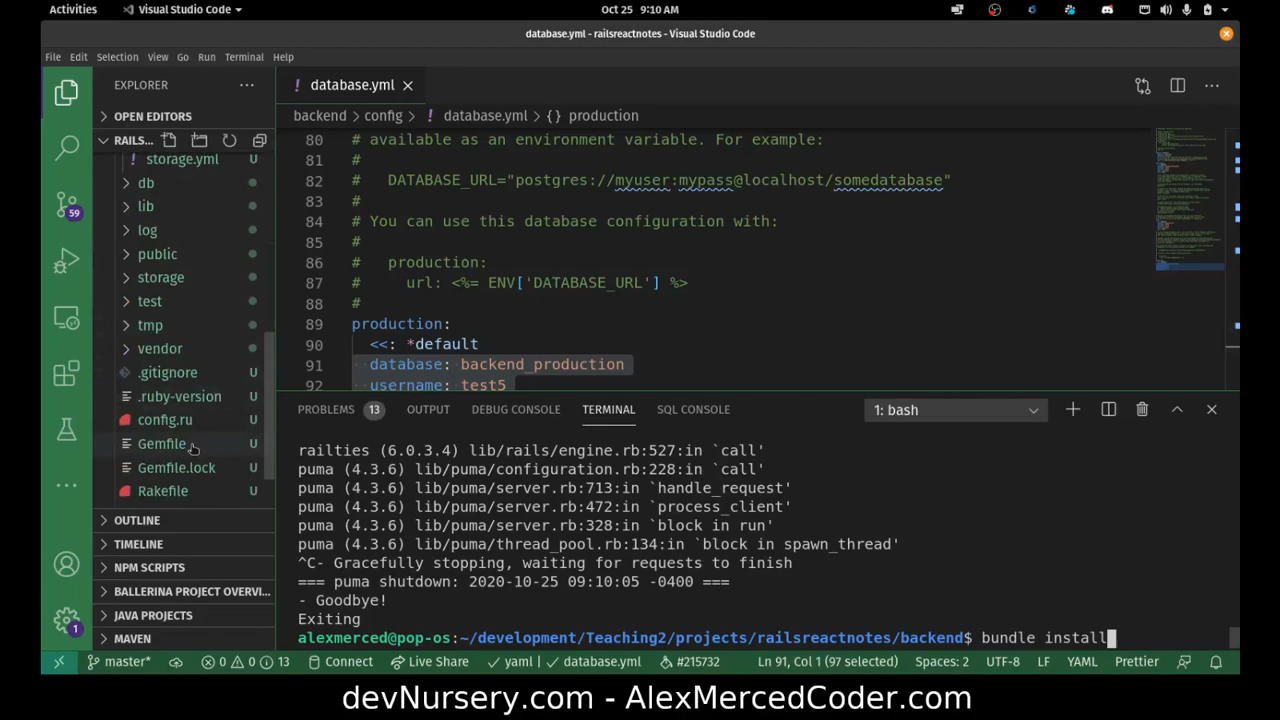 Activities
Visual Studio Code
Oct 25 9:10 AM
database.yml - railsreactnotes - Visual Studio Code
File Edit Selection View Go Run Terminal Help
EXPLORER
OPEN EDITORS
RAILS...
storage.yml U
db
lib
log
public
storage
test
tmp
vendor
.gitignore U
.ruby-version U
config.ru U
Gemfile U
Gemfile.lock U
Rakefile U
OUTLINE
TIMELINE
NPM SCRIPTS
BALLERINA PROJECT OVERVI...
JAVA PROJECTS
MAVEN
59
1
! database.yml
backend > config > ! database.yml > {} production
80 # available as an environment variable. For example:
81 #
82 # DATABASE_URL="postgres://myuser:mypass@localhost/somedatabase"
83 #
84 # You can use this database configuration with:
85 #
86 # production:
87 # url: <%= ENV['DATABASE_URL'] %>
88 #
89 production:
90 <<: *default
91 database: backend_production
92 username: test5
PROBLEMS 13 OUTPUT DEBUG CONSOLE TERMINAL SQL CONSOLE 1: bash
railties (6.0.3.4) lib/rails/engine.rb:527:in `call'
puma (4.3.6) lib/puma/configuration.rb:228:in `call'
puma (4.3.6) lib/puma/server.rb:713:in `handle_request'
puma (4.3.6) lib/puma/server.rb:472:in `process_client'
puma (4.3.6) lib/puma/server.rb:328:in `block in run'
puma (4.3.6) lib/puma/thread_pool.rb:134:in `block in spawn_thread'
^C- Gracefully stopping, waiting for requests to finish
=== puma shutdown: 2020-10-25 09:10:05 -0400 ===
- Goodbye!
Exiting
alexmerced@pop-os:~/development/Teaching2/projects/railsreactnotes/backend$ bundle install
master* 0 0 13 Connect Live Share yaml database.yml #215732 Ln 91, Col 1 (97 selected) Spaces: 2 UTF-8 LF YAML Prettier
devNursery.com - AlexMercedCoder.com